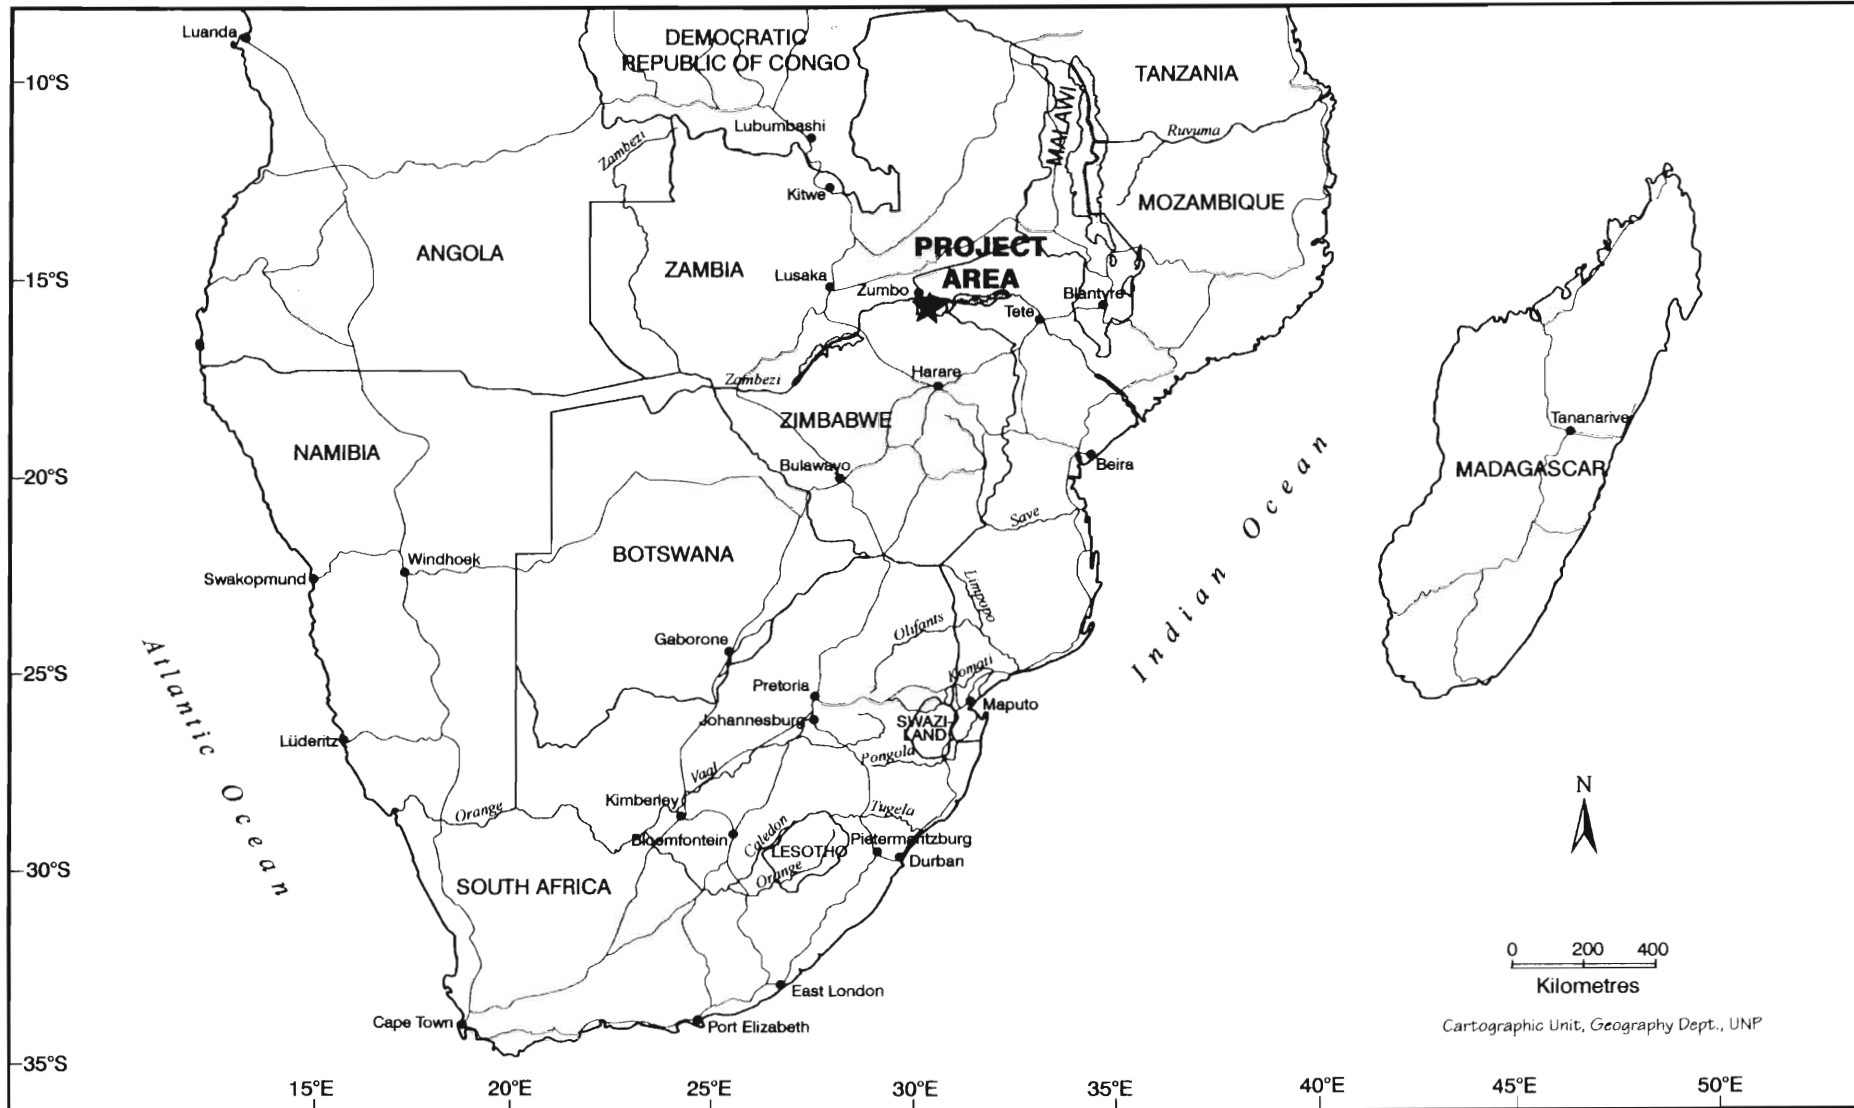 Luanda
DEMOCRATIC
REPUBLIC OF CONGO
TANZANIA
10°S
MALAWI
Lubumbashi
Ruvuma
Zambezi
Kitwe
MOZAMBIQUE
ANGOLA
PROJECT
AREA
ZAMBIA
Lusaka
15°S
Zumbo
Blantyre
Tete
Harare
Zambezi
ZIMBABWE
Tananarive
NAMIBIA
Bulawayo
Beira
MADAGASCAR
20°S
Save
Indian Ocean
BOTSWANA
Windhoek
Swakopmund
Limpopo
Olifants
Gaborone
Atlantic Ocean
Komati
25°S
Pretoria
Maputo
Johannesburg
SWAZI-
LAND
Lüderitz
Pongola
Vaal
Kimberley
Orange
Tugela
N
Bloomfontein
Caledon
Pietermaritzburg
LESOTHO
Durban
30°S
Orange
SOUTH AFRICA
0 200 400
Kilometres
East London
Cape Town
Port Elizabeth
Cartographic Unit, Geography Dept., UNP
35°S
15°E 20°E 25°E 30°E 35°E 40°E 45°E 50°E